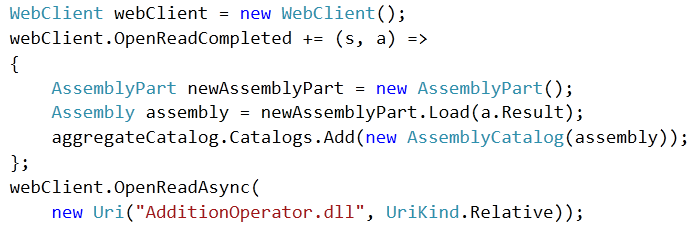 WebClient webClient = new WebClient();
webClient.OpenReadCompleted += (s, a) =>
{
    AssemblyPart newAssemblyPart = new AssemblyPart();
    Assembly assembly = newAssemblyPart.Load(a.Result);
    aggregateCatalog.Catalogs.Add(new AssemblyCatalog(assembly));
};
webClient.OpenReadAsync(
    new Uri("AdditionOperator.dll", UriKind.Relative));